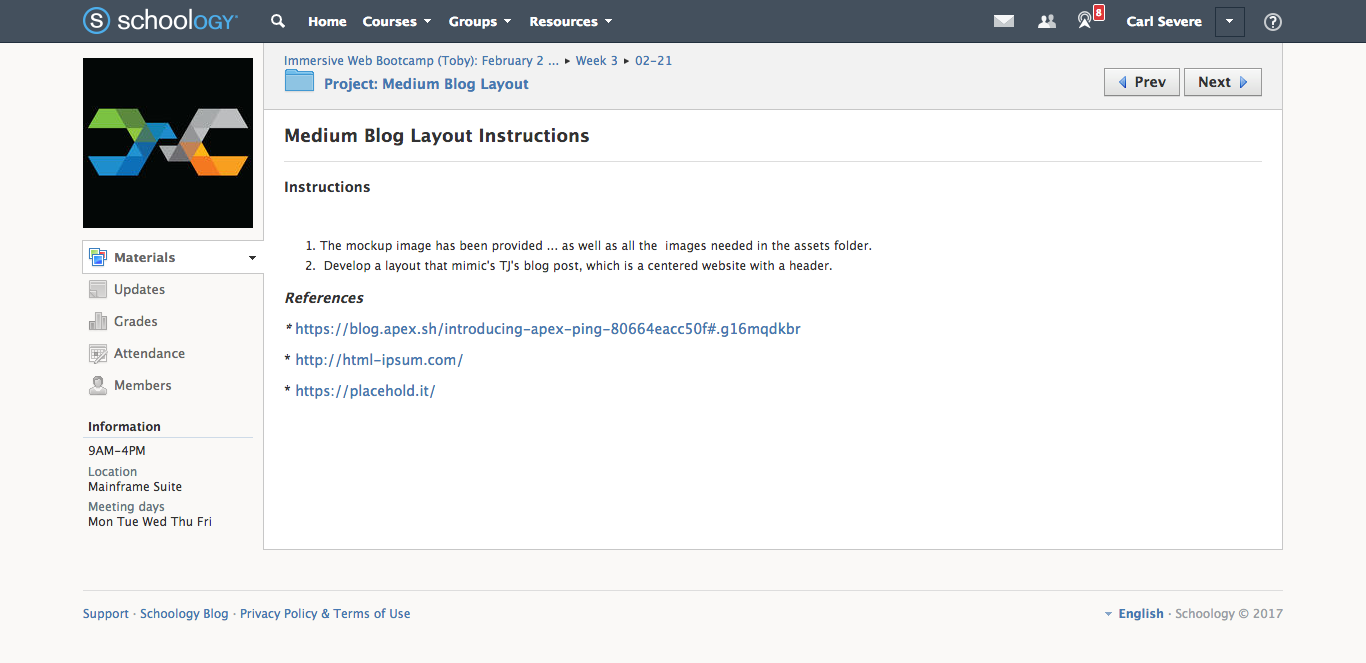 schoology
Home Courses Groups Resources
8
Carl Severe
Immersive Web Bootcamp (Toby): February 2 ... ▸ Week 3 ▸ 02-21
Project: Medium Blog Layout
Prev
Next
Medium Blog Layout Instructions
Instructions
1. The mockup image has been provided ... as well as all the  images needed in the assets folder.
2.  Develop a layout that mimic's TJ's blog post, which is a centered website with a header.
References
* https://blog.apex.sh/introducing-apex-ping-80664eacc50f#.g16mqdkbr
* http://html-ipsum.com/
* https://placehold.it/
Materials
Updates
Grades
Attendance
Members
Information
9AM-4PM
Location
Mainframe Suite
Meeting days
Mon Tue Wed Thu Fri
Support · Schoology Blog · Privacy Policy & Terms of Use
English · Schoology © 2017